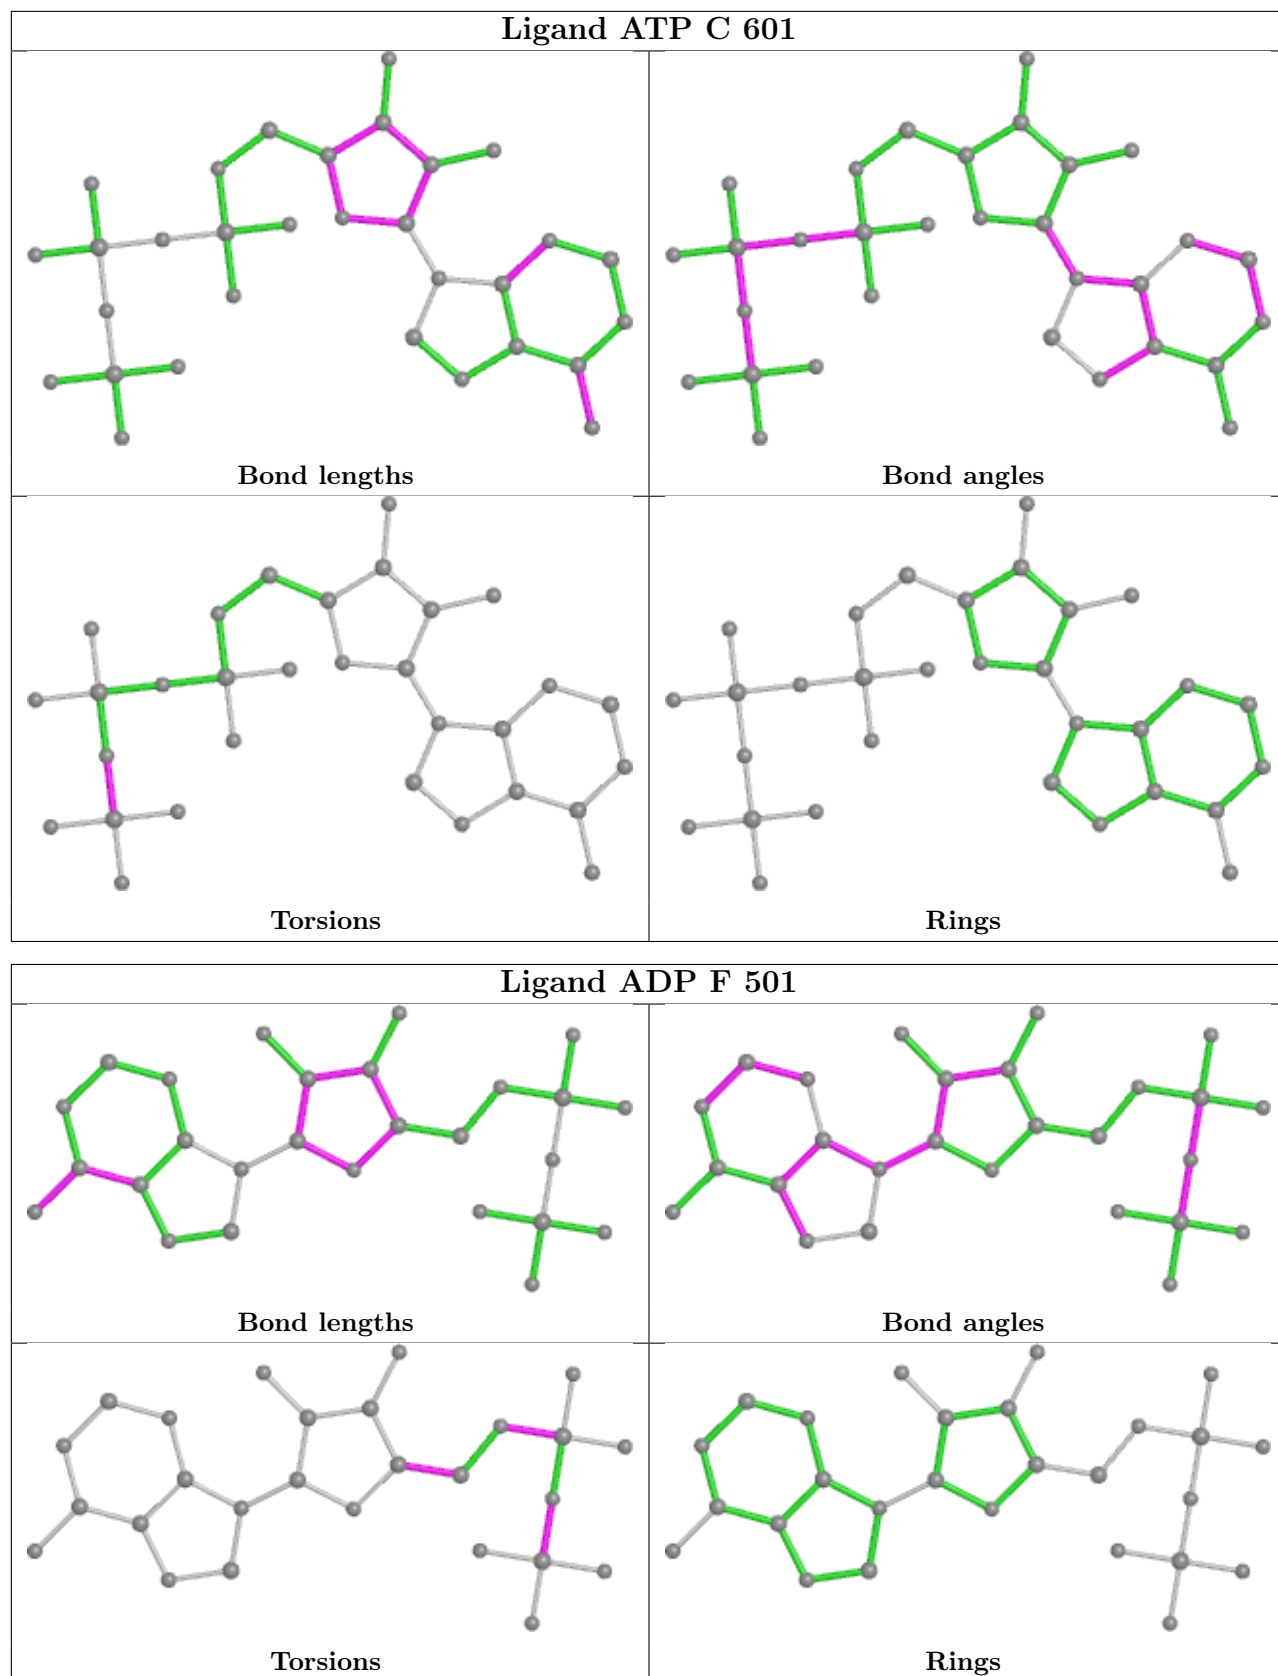 Ligand ATP C 601
Bond lengths
Bond angles
Torsions
Rings
Ligand ADP F 501
Bond lengths
Bond angles
Torsions
Rings